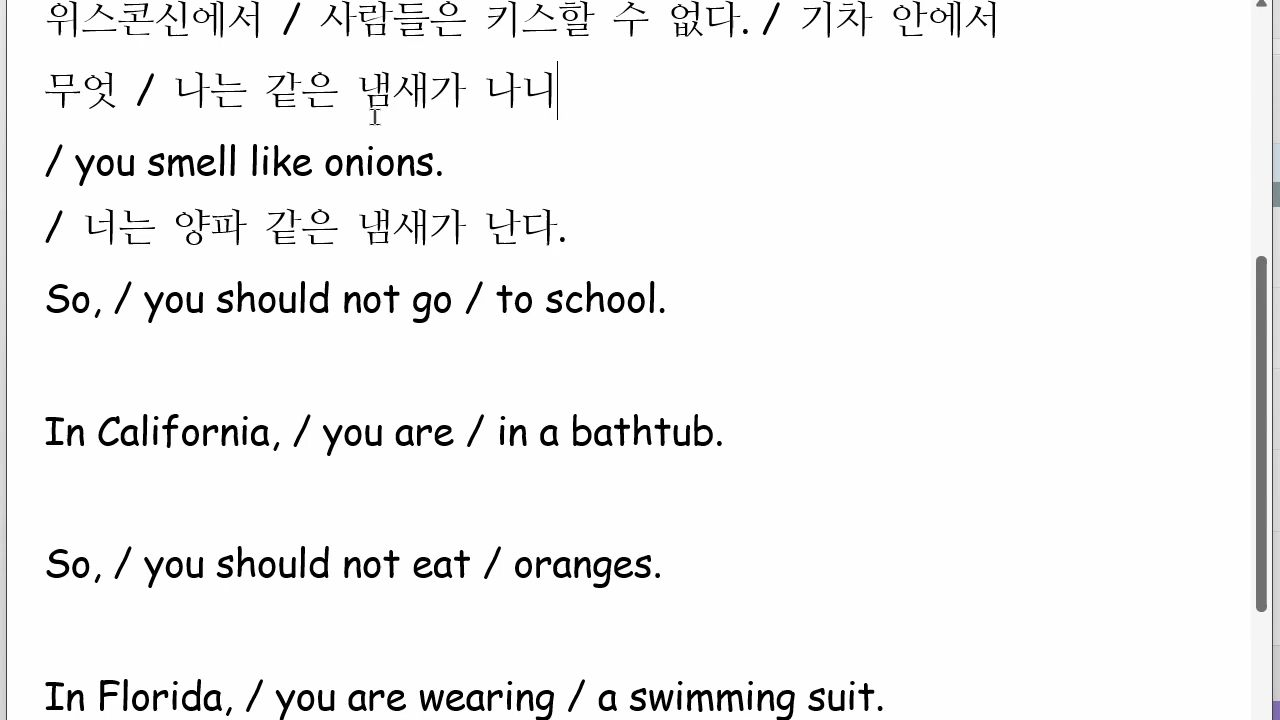 위스콘신에서 / 사람들은 키스할 수 없다. / 기차 안에서
무엇 / 나는 같은 냄새가 나니
/ you smell like onions.
/ 너는 양파 같은 냄새가 난다.
So, / you should not go / to school.
In California, / you are / in a bathtub.
So, / you should not eat / oranges.
In Florida, / you are wearing / a swimming suit.